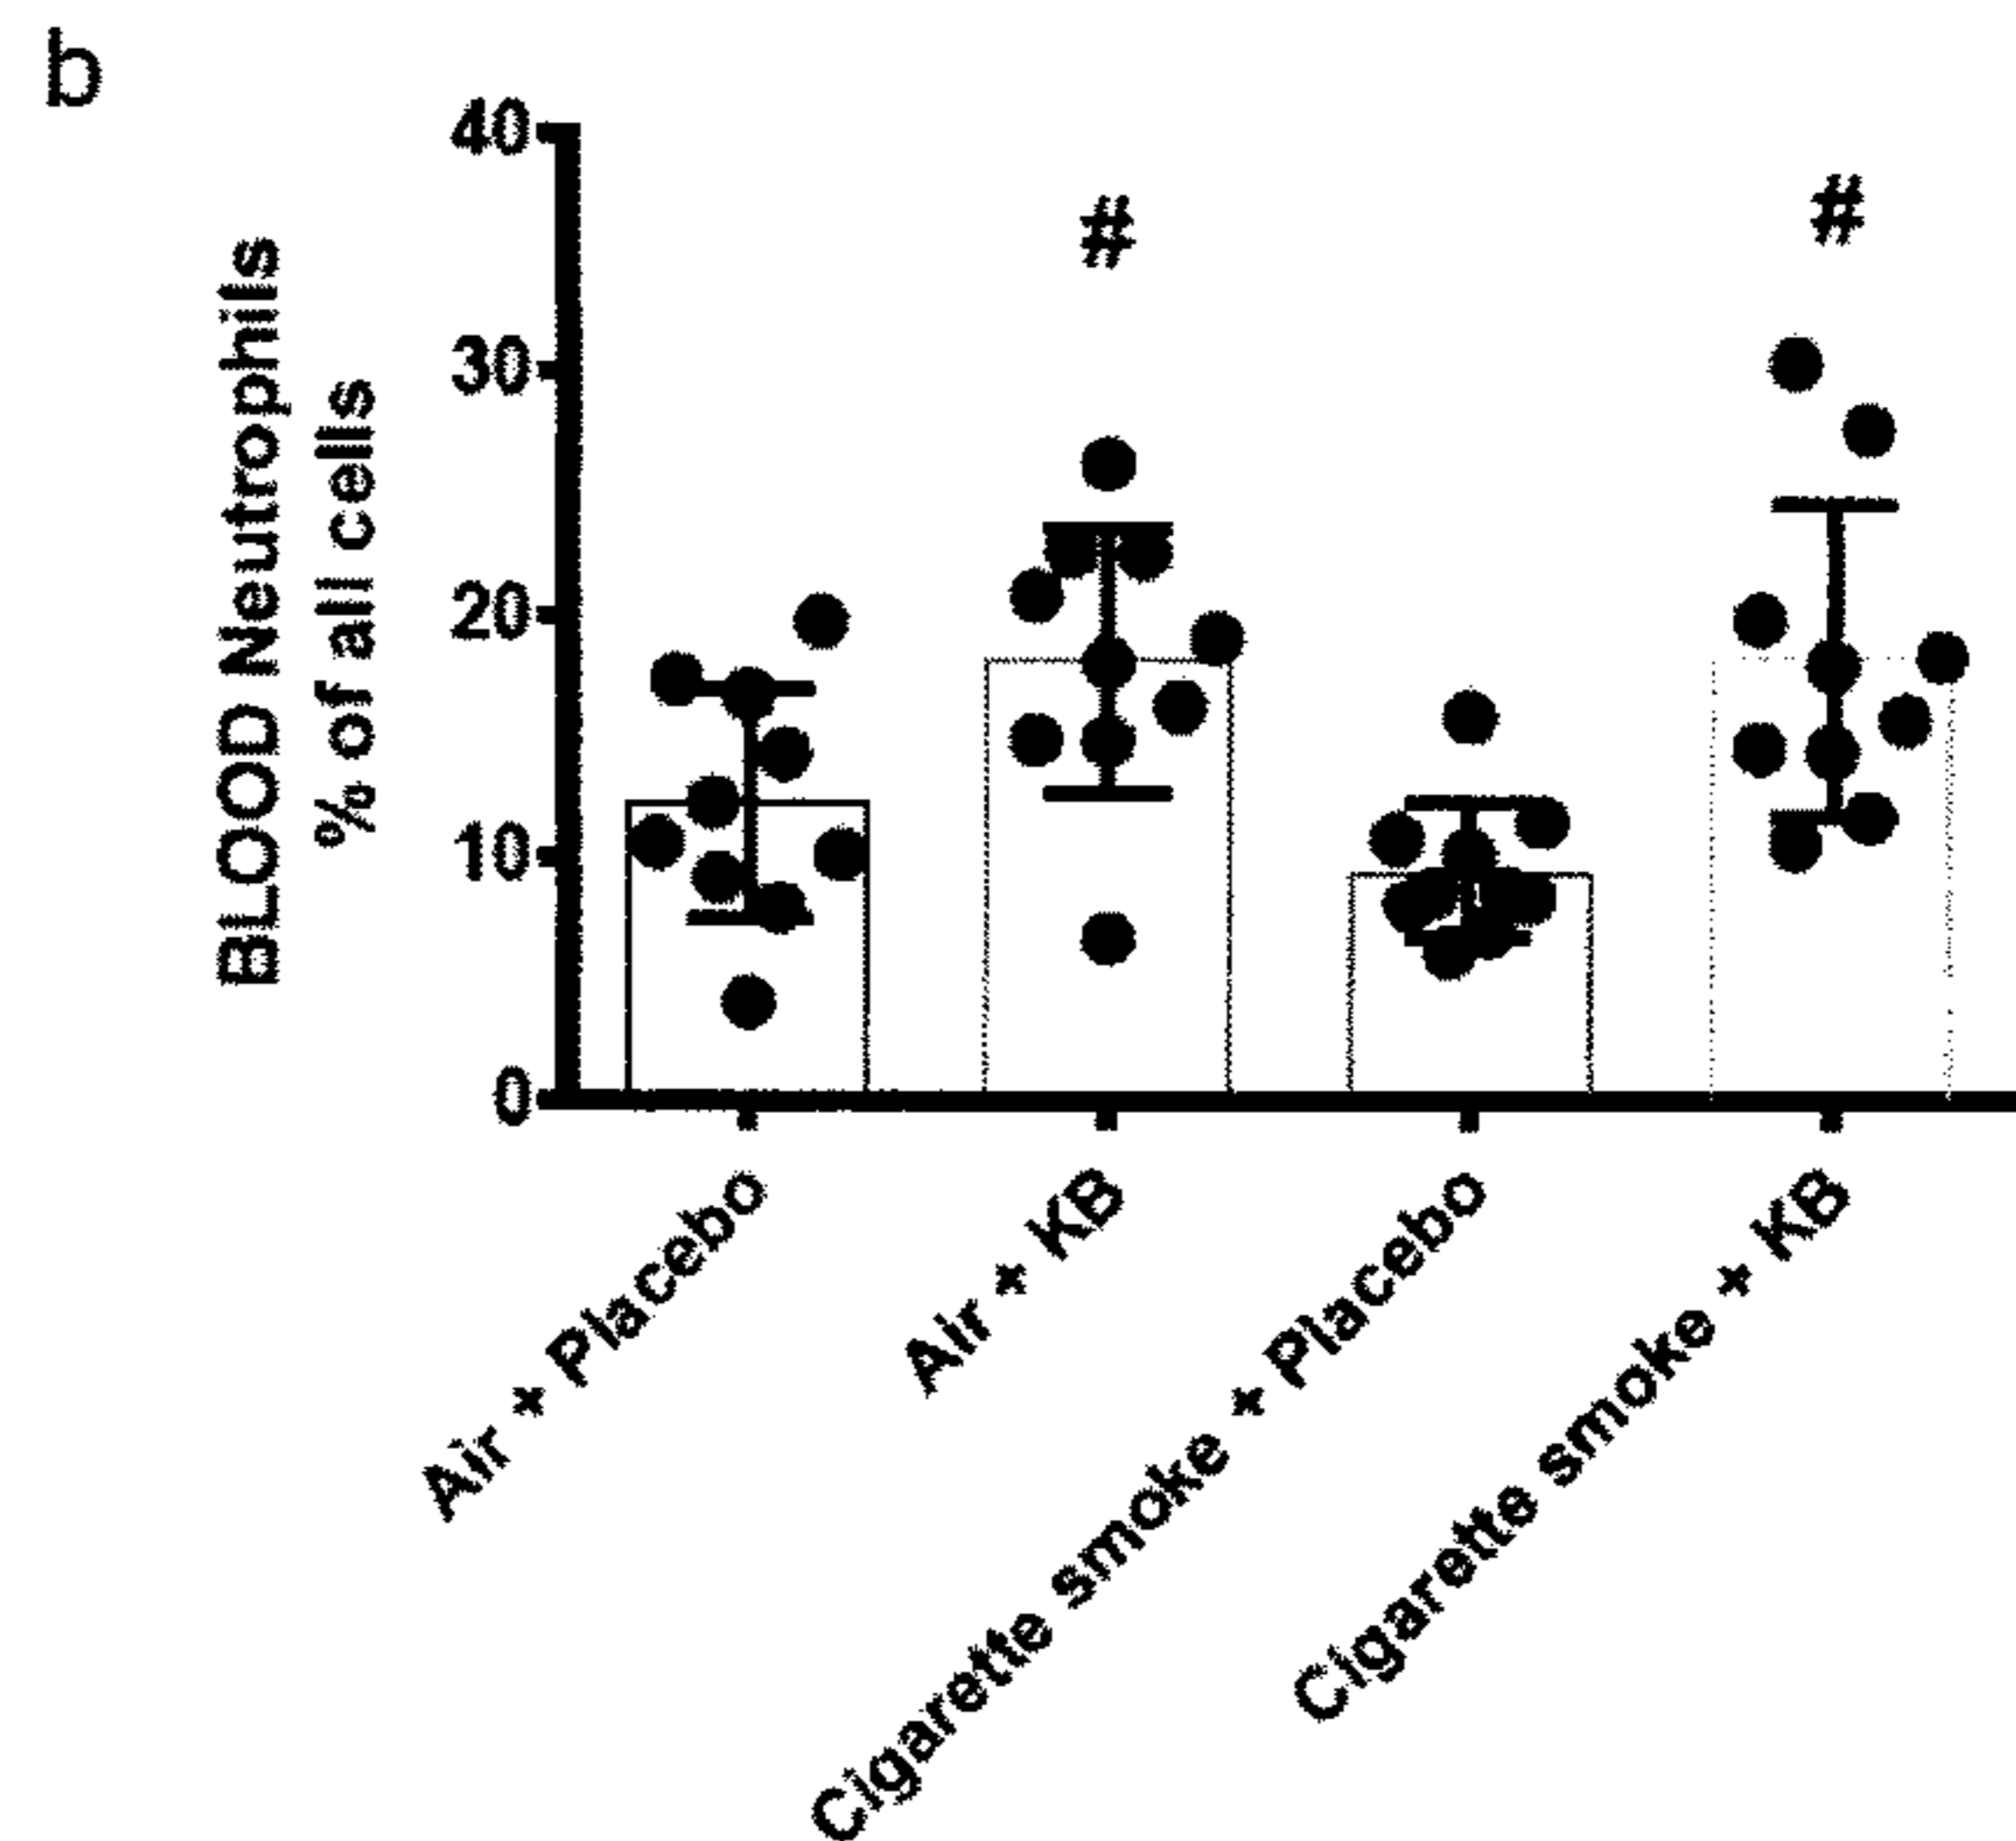 b
BLOOD Neutrophils
% of all cells
40
30
20
10
0
#
#
Air + Placebo
Air + KB
Cigarette smoke + Placebo
Cigarette smoke + KB